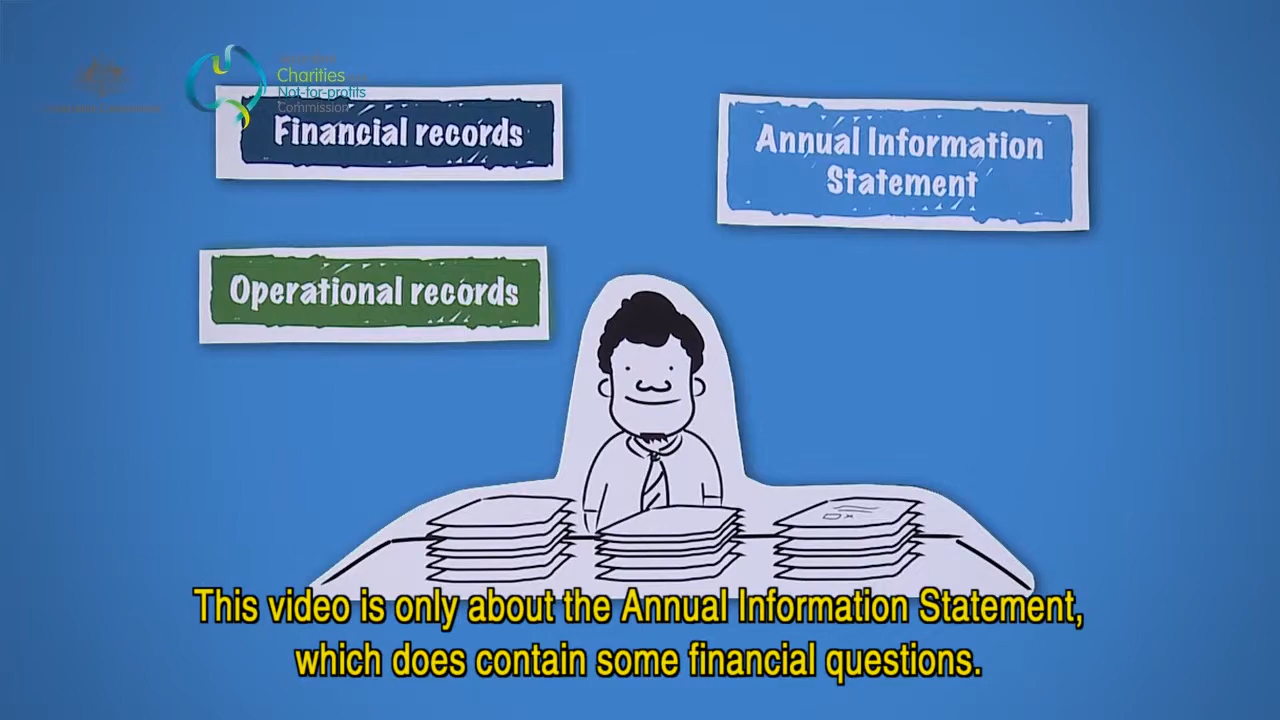 Charities
Not-for-profits
Commission
Financial records
Annual Information
Statement
Operational records
This video is only about the Annual Information Statement,
which does contain some financial questions.